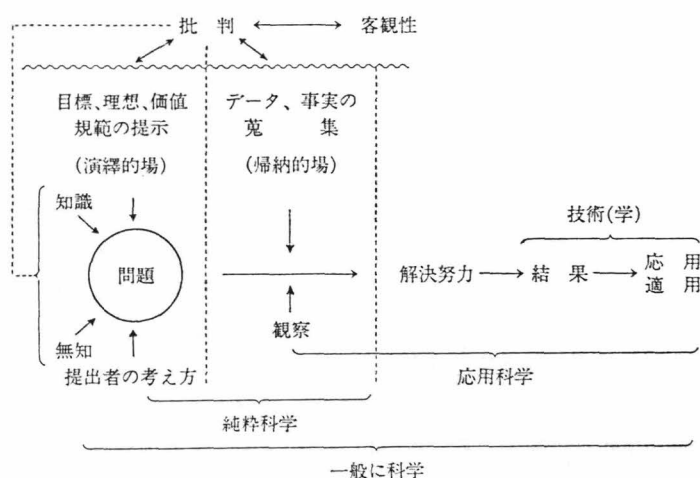 批 判 客観性
目標、理想、価値
規範の提示
(演繹的場)
データ、事実の
蒐 集
(帰納的場)
知識
問題
無知
提出者の考え方
観察
解決努力
技術(学)
結 果
応 用
適 用
応用科学
純粋科学
一般に科学